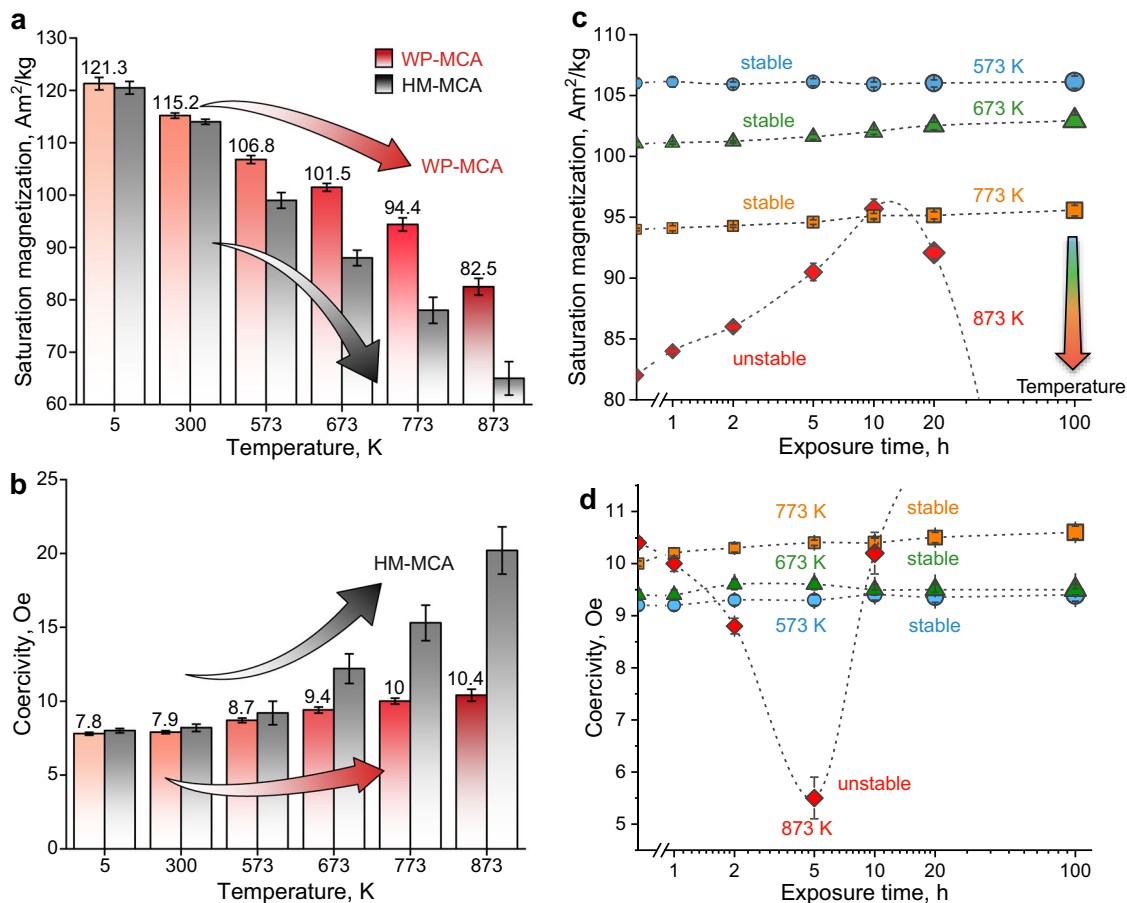 a
130
120
110
100
90
80
70
60
Saturation magnetization, Am²/kg
121.3
115.2
106.8
101.5
94.4
82.5
WP-MCA
HM-MCA
WP-MCA
5
300
573
673
773
873
Temperature, K
b
25
20
15
10
5
0
Coercivity, Oe
7.8
7.9
8.7
9.4
10
10.4
HM-MCA
5
300
573
673
773
873
Temperature, K
c
110
105
100
95
90
85
80
Saturation magnetization, Am²/kg
stable
573 K
stable
673 K
stable
773 K
unstable
873 K
Temperature
1
2
5
10
20
100
Exposure time, h
d
11
10
9
8
7
6
5
Coercivity, Oe
773 K
stable
673 K
stable
573 K
stable
unstable
873 K
1
2
5
10
20
100
Exposure time, h